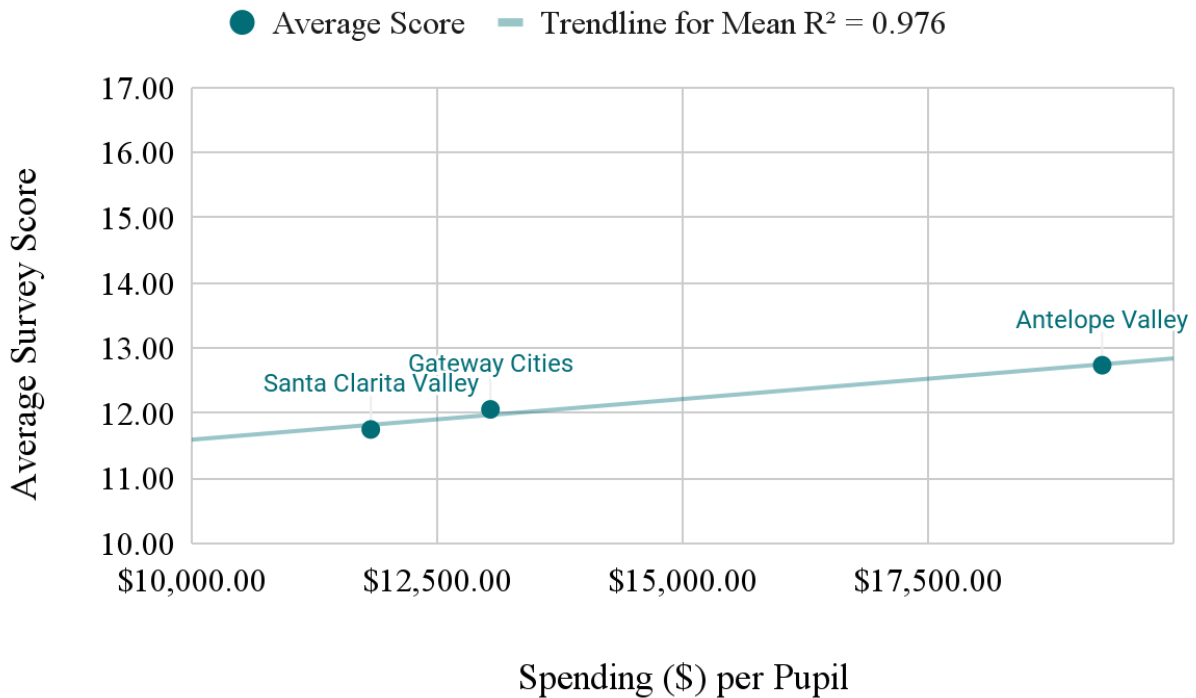 Average Score Trendline for Mean R² = 0.976
17.00
16.00
15.00
14.00
13.00
12.00
11.00
10.00
Average Survey Score
Antelope Valley
Gateway Cities
Santa Clarita Valley
$10,000.00 $12,500.00 $15,000.00 $17,500.00
Spending ($) per Pupil